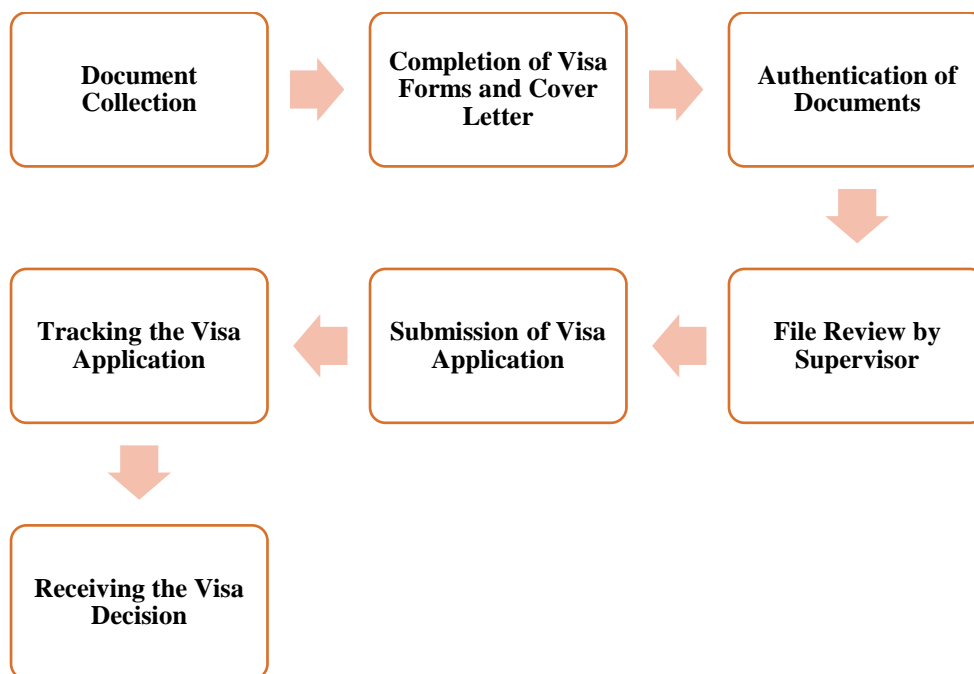 Document
Collection
Completion of Visa
Forms and Cover
Letter
Authentication of
Documents
File Review by
Supervisor
Submission of Visa
Application
Tracking the Visa
Application
Receiving the Visa
Decision